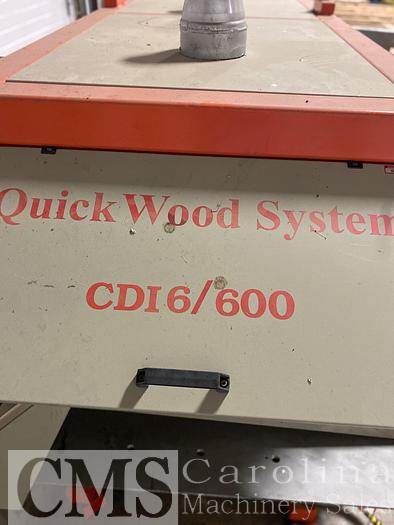 Quick Wood System
CDI 6/600
CMS Carolina
Machinery Sales